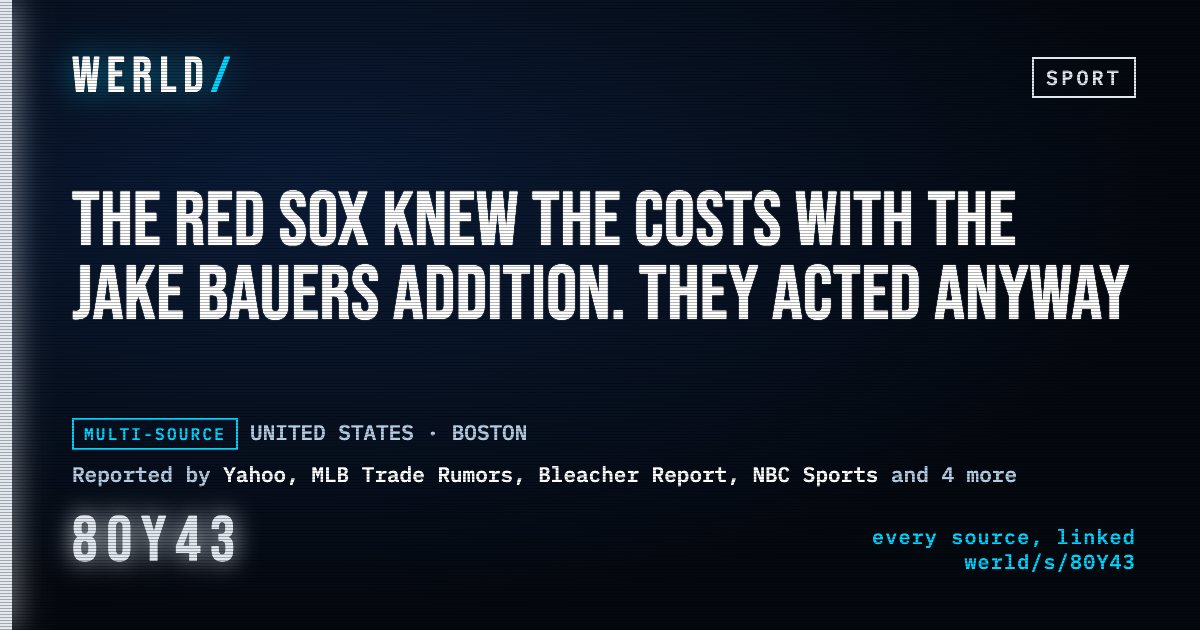 WERLD/
SPORT
THE RED SOX KNEW THE COSTS WITH THE
JAKE BAUERS ADDITION. THEY ACTED ANYWAY
MULTI-SOURCE UNITED STATES · BOSTON
Reported by Yahoo, MLB Trade Rumors, Bleacher Report, NBC Sports and 4 more
80Y43
every source, linked
werld/s/80Y43